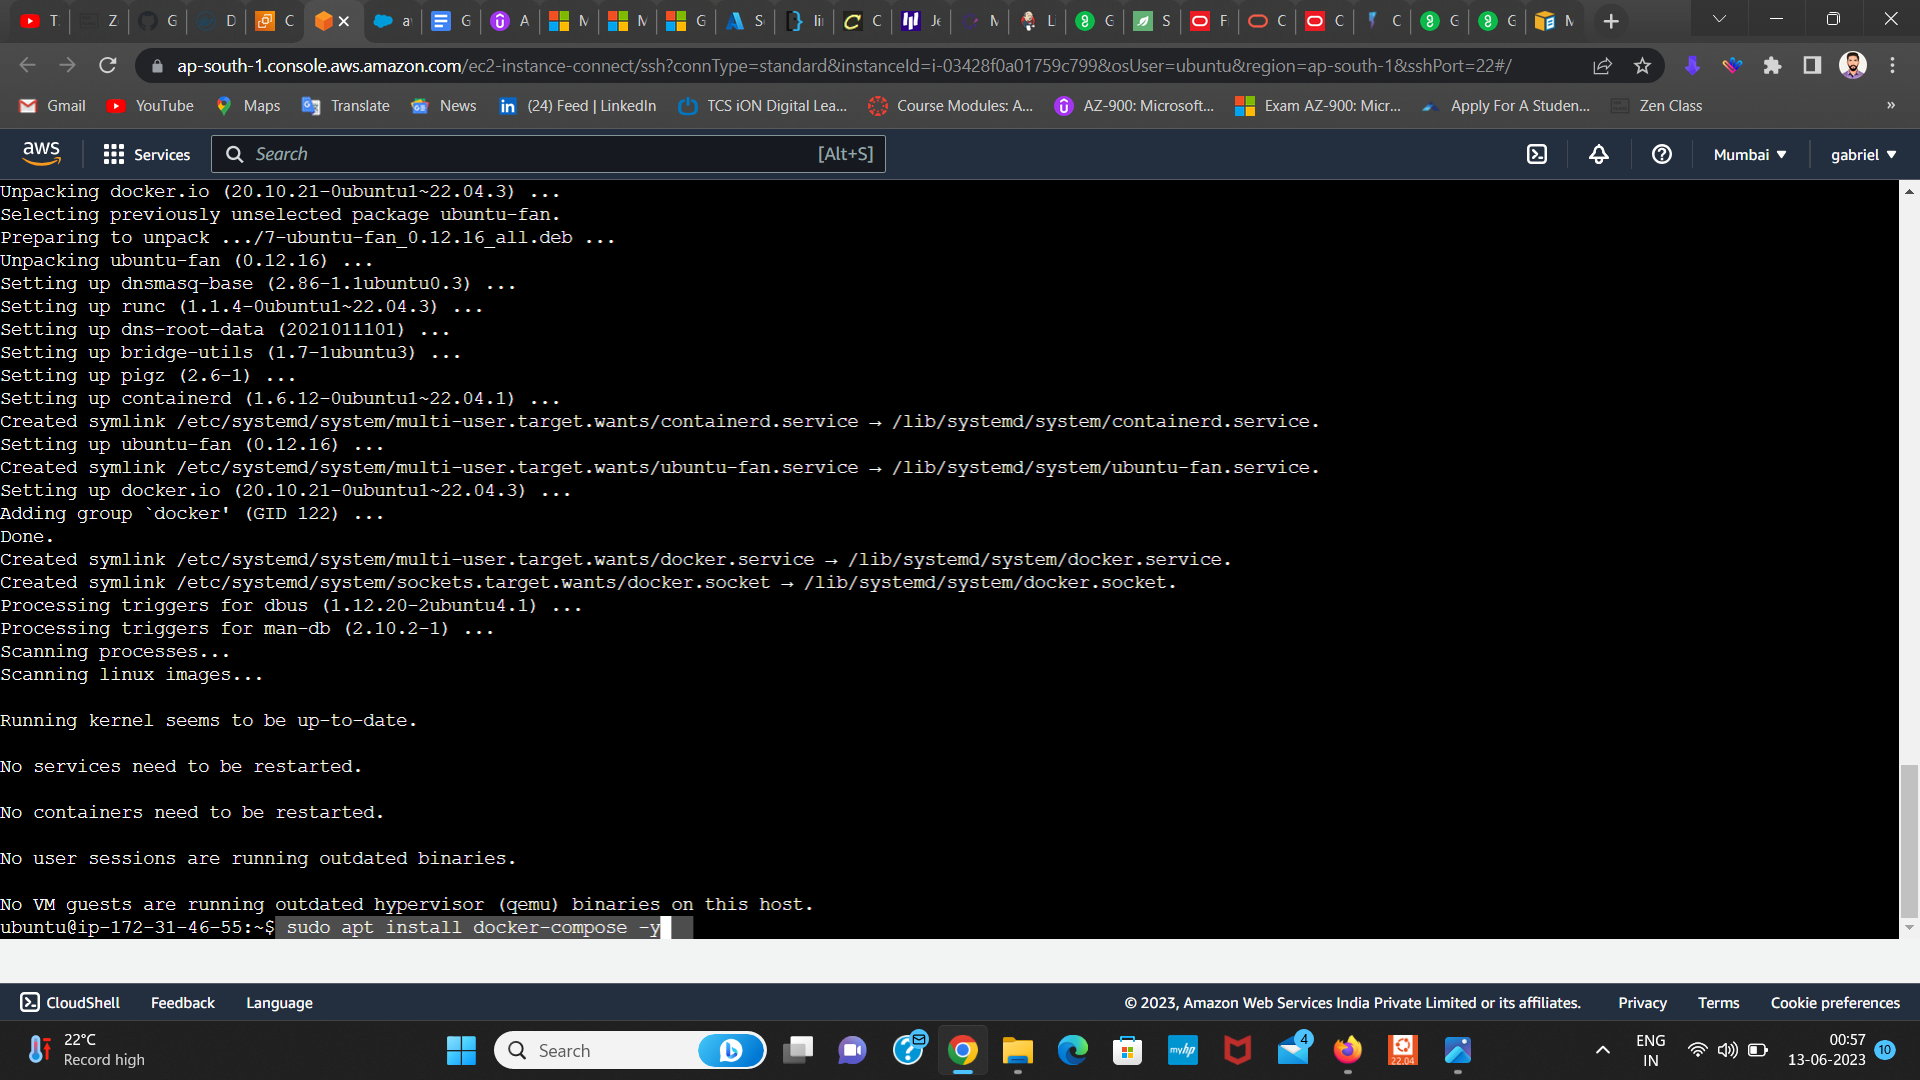 T
Z
G
D
C
a
G
A
M
M
G
S
li
C
Je
M
Li
G
S
F
C
C
C
G
G
M
ap-south-1.console.aws.amazon.com/ec2-instance-connect/ssh?connType=standard&instanceId=i-03428f0a01759c799&osUser=ubuntu&region=ap-south-1&sshPort=22#/
Gmail YouTube Maps Translate News (24) Feed | LinkedIn TCS iON Digital Lea... Course Modules: A... AZ-900: Microsoft... Exam AZ-900: Micr... Apply For A Studen... Zen Class »
aws Services Search [Alt+S] Mumbai gabriel
Unpacking docker.io (20.10.21-0ubuntu1~22.04.3) ...
Selecting previously unselected package ubuntu-fan.
Preparing to unpack .../7-ubuntu-fan_0.12.16_all.deb ...
Unpacking ubuntu-fan (0.12.16) ...
Setting up dnsmasq-base (2.86-1.1ubuntu0.3) ...
Setting up runc (1.1.4-0ubuntu1~22.04.3) ...
Setting up dns-root-data (2021011101) ...
Setting up bridge-utils (1.7-1ubuntu3) ...
Setting up pigz (2.6-1) ...
Setting up containerd (1.6.12-0ubuntu1~22.04.1) ...
Created symlink /etc/systemd/system/multi-user.target.wants/containerd.service → /lib/systemd/system/containerd.service.
Setting up ubuntu-fan (0.12.16) ...
Created symlink /etc/systemd/system/multi-user.target.wants/ubuntu-fan.service → /lib/systemd/system/ubuntu-fan.service.
Setting up docker.io (20.10.21-0ubuntu1~22.04.3) ...
Adding group `docker' (GID 122) ...
Done.
Created symlink /etc/systemd/system/multi-user.target.wants/docker.service → /lib/systemd/system/docker.service.
Created symlink /etc/systemd/system/sockets.target.wants/docker.socket → /lib/systemd/system/docker.socket.
Processing triggers for dbus (1.12.20-2ubuntu4.1) ...
Processing triggers for man-db (2.10.2-1) ...
Scanning processes...
Scanning linux images...
Running kernel seems to be up-to-date.
No services need to be restarted.
No containers need to be restarted.
No user sessions are running outdated binaries.
No VM guests are running outdated hypervisor (qemu) binaries on this host.
ubuntu@ip-172-31-46-55:~$ sudo apt install docker-compose -y
CloudShell Feedback Language © 2023, Amazon Web Services India Private Limited or its affiliates. Privacy Terms Cookie preferences
22°C
Record high
Search
myhp
4
22.04
ENG
IN
00:57
13-06-2023
10